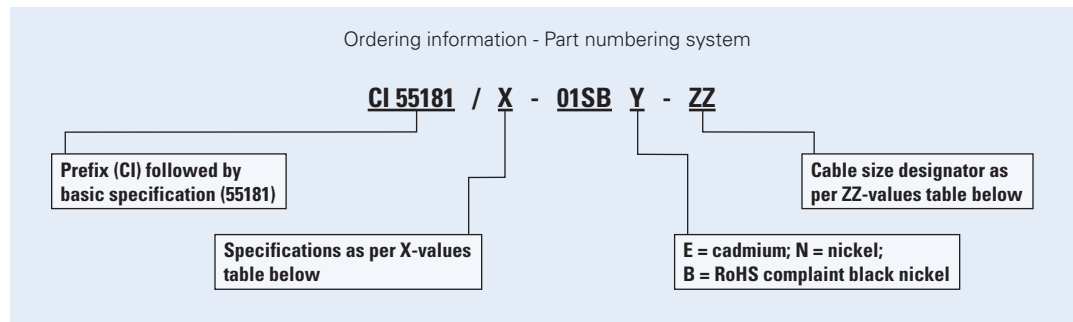 Ordering information - Part numbering system
CI 55181 / X - 01SB Y - ZZ
Prefix (CI) followed by
basic specification (55181)
Cable size designator as
per ZZ-values table below
Specifications as per X-values
table below
E = cadmium; N = nickel;
B = RoHS complaint black nickel